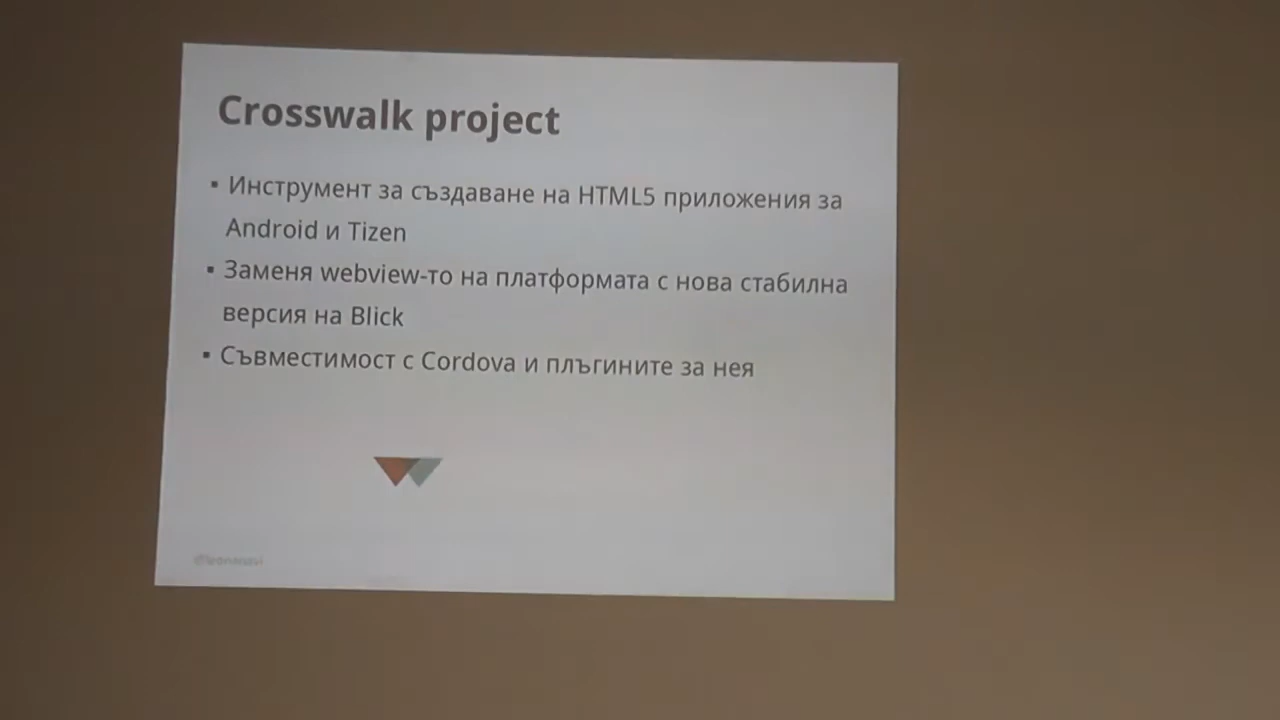 Crosswalk project
▪ Инструмент за създаване на HTML5 приложения за
Android и Tizen
▪ Заменя webview-то на платформата с нова стабилна
версия на Blick
▪ Съвместимост с Cordova и плъгините за нея